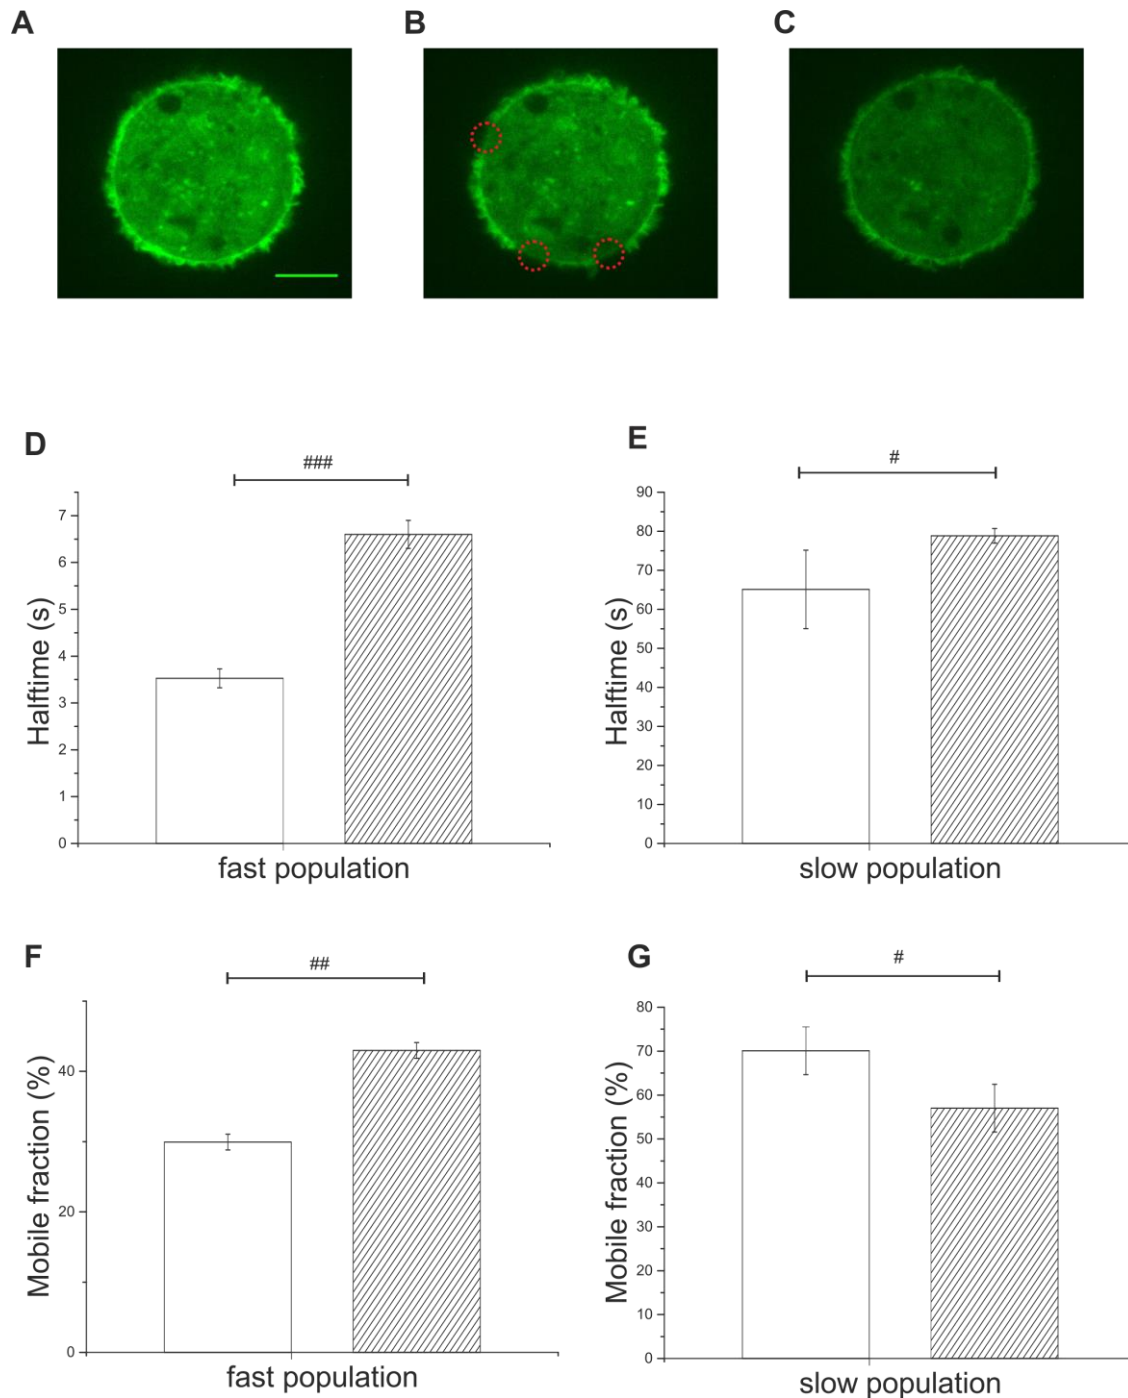 A
B
C
D
###
Halftime (s)
7
6
5
4
3
2
1
0
fast population
E
#
Halftime (s)
90
80
70
60
50
40
30
20
10
0
slow population
F
##
Mobile fraction (%)
40
20
0
fast population
G
#
Mobile fraction (%)
80
70
60
50
40
30
20
10
0
slow population